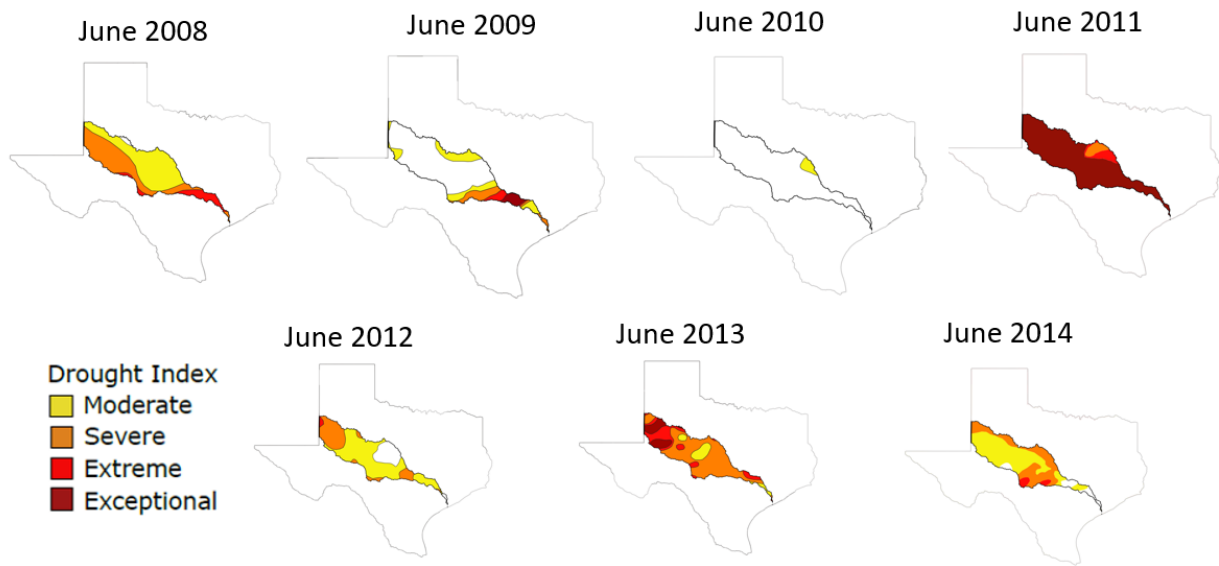 June 2008
June 2009
June 2010
June 2011
June 2012
June 2013
June 2014
Drought Index
Moderate
Severe
Extreme
Exceptional